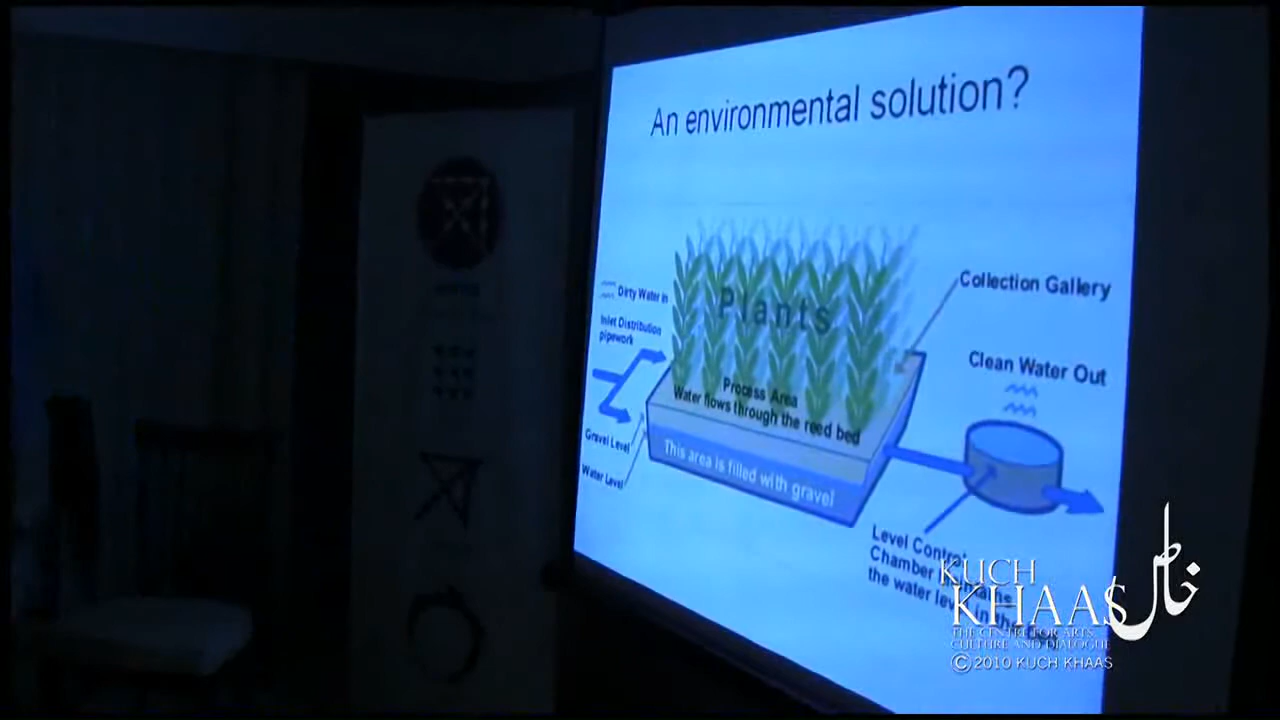 An environmental solution?
Dirty Water In
Inlet Distribution
pipework
Plants
Collection Gallery
Clean Water Out
Process Area
Water flows through the reed bed
Gravel Level
Water Level
This area is filled with gravel
Level Control
Chamber
the water level in the
KUCH
KHAAS
خاص
THE CENTRE FOR ARTS
CULTURE AND DIALOGUE
©2010 KUCH KHAAS